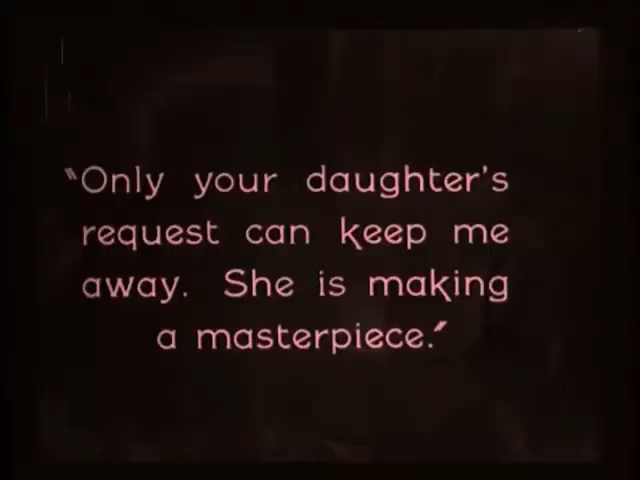 "Only your daughter's
request can keep me
away. She is making
a masterpiece."